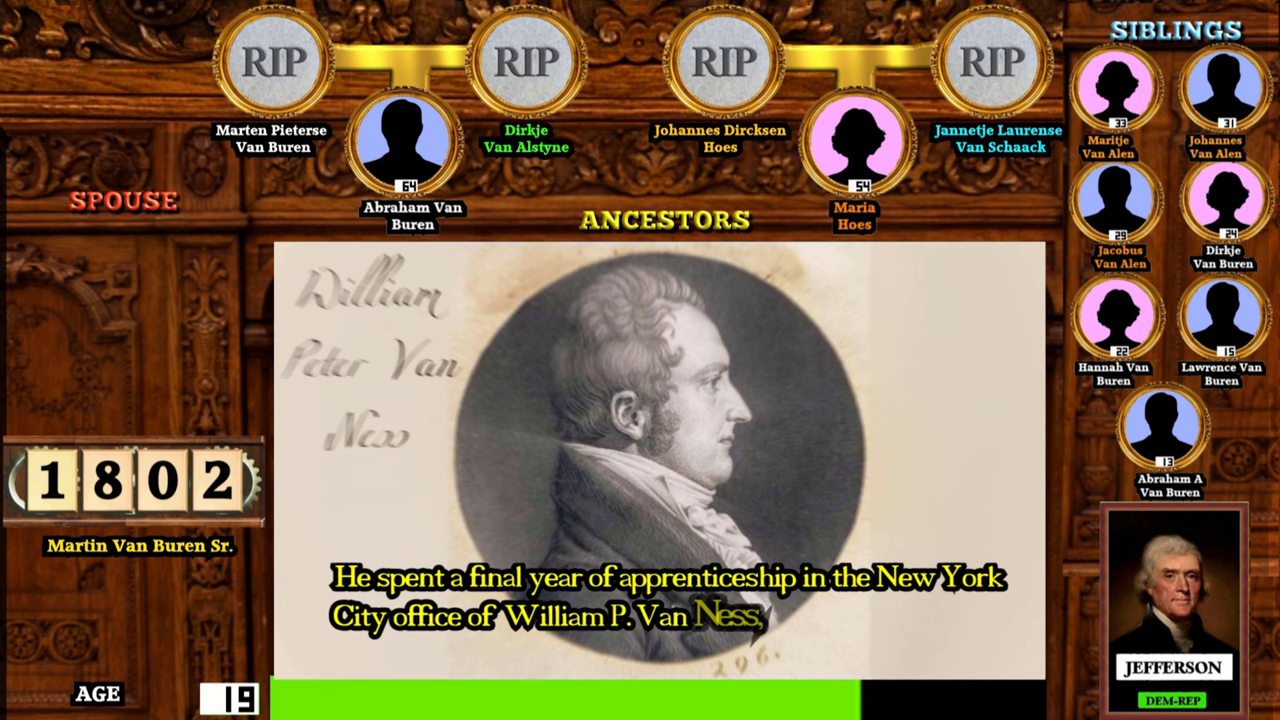 RIP
RIP
RIP
RIP
SIBLINGS
Marten Pieterse
Van Buren
Dirkje
Van Alstyne
Johannes Dircksen
Hoes
Jannetje Laurense
Van Schaack
64
Abraham Van
Buren
54
Maria
Hoes
33
Maritje
Van Alen
31
Johannes
Van Alen
29
Jacobus
Van Alen
24
Dirkje
Van Buren
22
Hannah Van
Buren
15
Lawrence Van
Buren
13
Abraham A
Van Buren
SPOUSE
ANCESTORS
William
Peter Van
Ness
1802
Martin Van Buren Sr.
He spent a final year of apprenticeship in the New York
City office of William P. Van Ness,
296.
AGE
19
JEFFERSON
DEM-REP